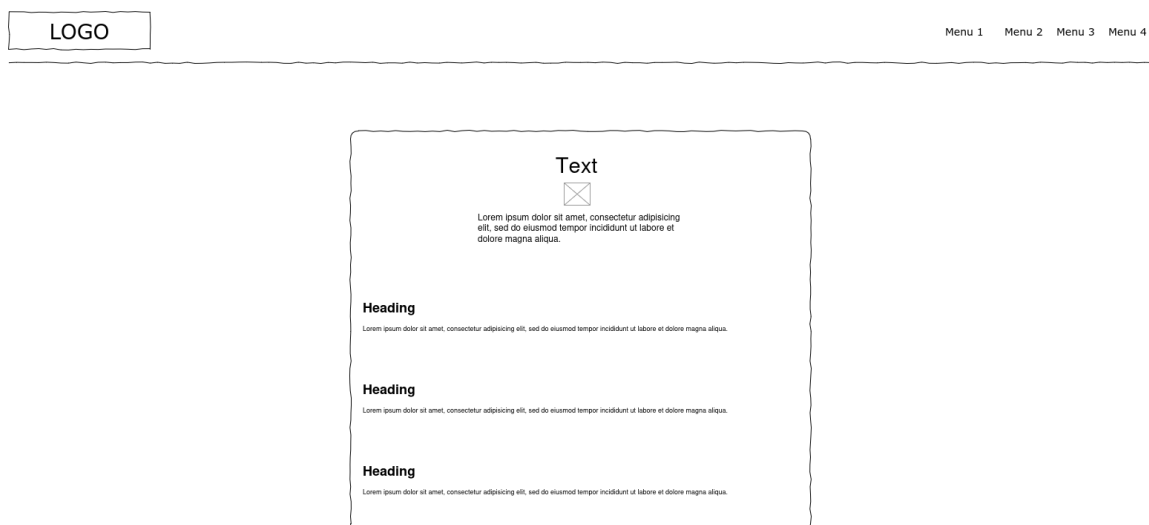 LOGO
Menu 1 Menu 2 Menu 3 Menu 4
Text
Lorem ipsum dolor sit amet, consectetur adipisicing
elit, sed do eiusmod tempor incididunt ut labore et
dolore magna aliqua.
Heading
Lorem ipsum dolor sit amet, consectetur adipisicing elit, sed do eiusmod tempor incididunt ut labore et dolore magna aliqua.
Heading
Lorem ipsum dolor sit amet, consectetur adipisicing elit, sed do eiusmod tempor incididunt ut labore et dolore magna aliqua.
Heading
Lorem ipsum dolor sit amet, consectetur adipisicing elit, sed do eiusmod tempor incididunt ut labore et dolore magna aliqua.